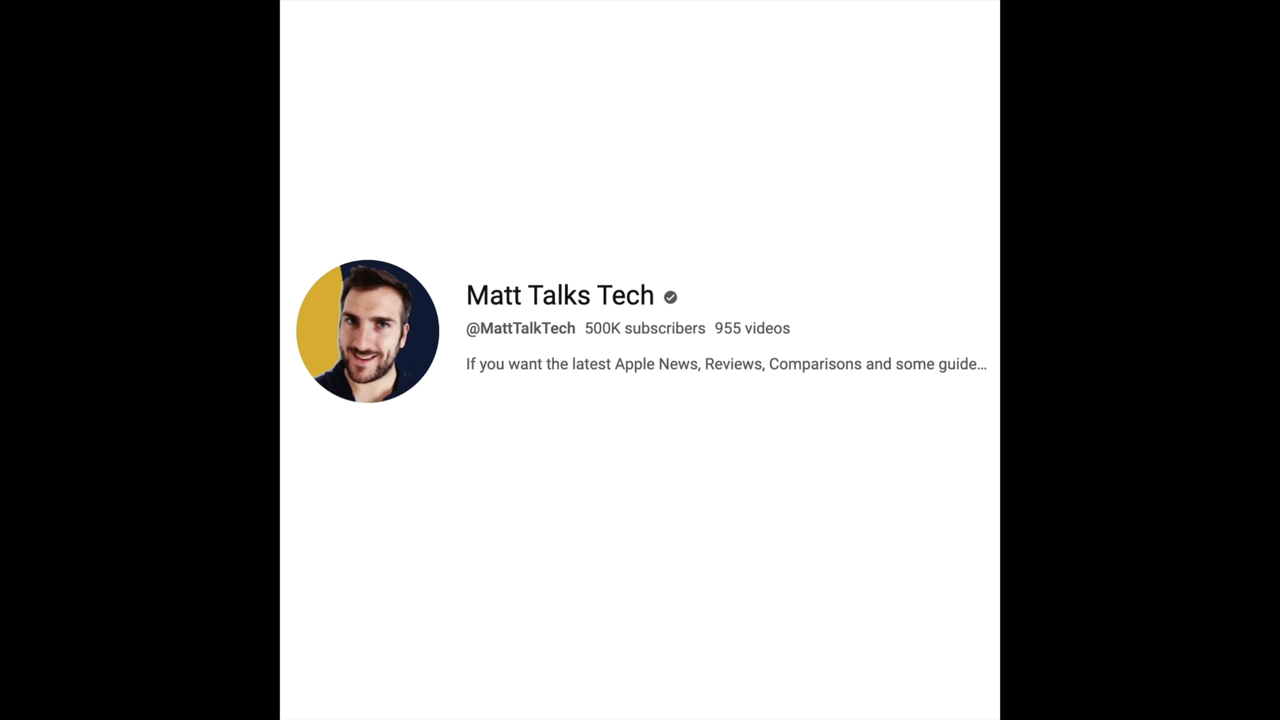 Matt Talks Tech
@MattTalkTech 500K subscribers 955 videos
If you want the latest Apple News, Reviews, Comparisons and some guide...